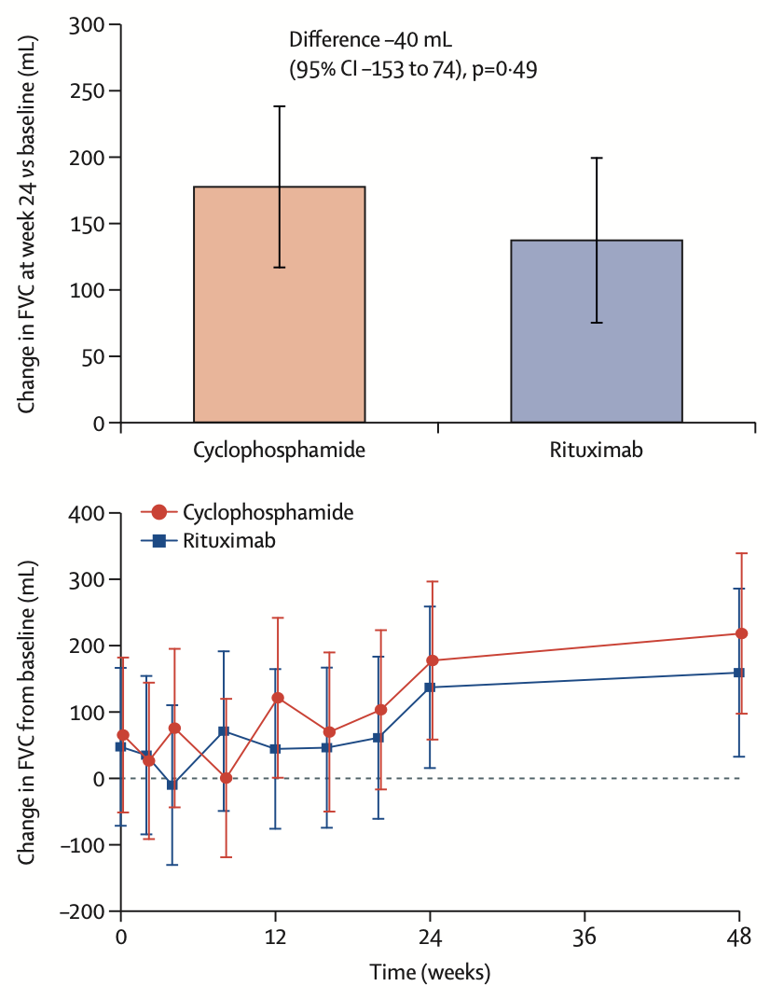 300
Difference –40 mL
(95% CI –153 to 74), p=0·49
250
200
150
100
50
0
Change in FVC at week 24 vs baseline (mL)
Cyclophosphamide
Rituximab
400
Cyclophosphamide
Rituximab
300
200
100
0
–100
–200
Change in FVC from baseline (mL)
0
12
24
36
48
Time (weeks)